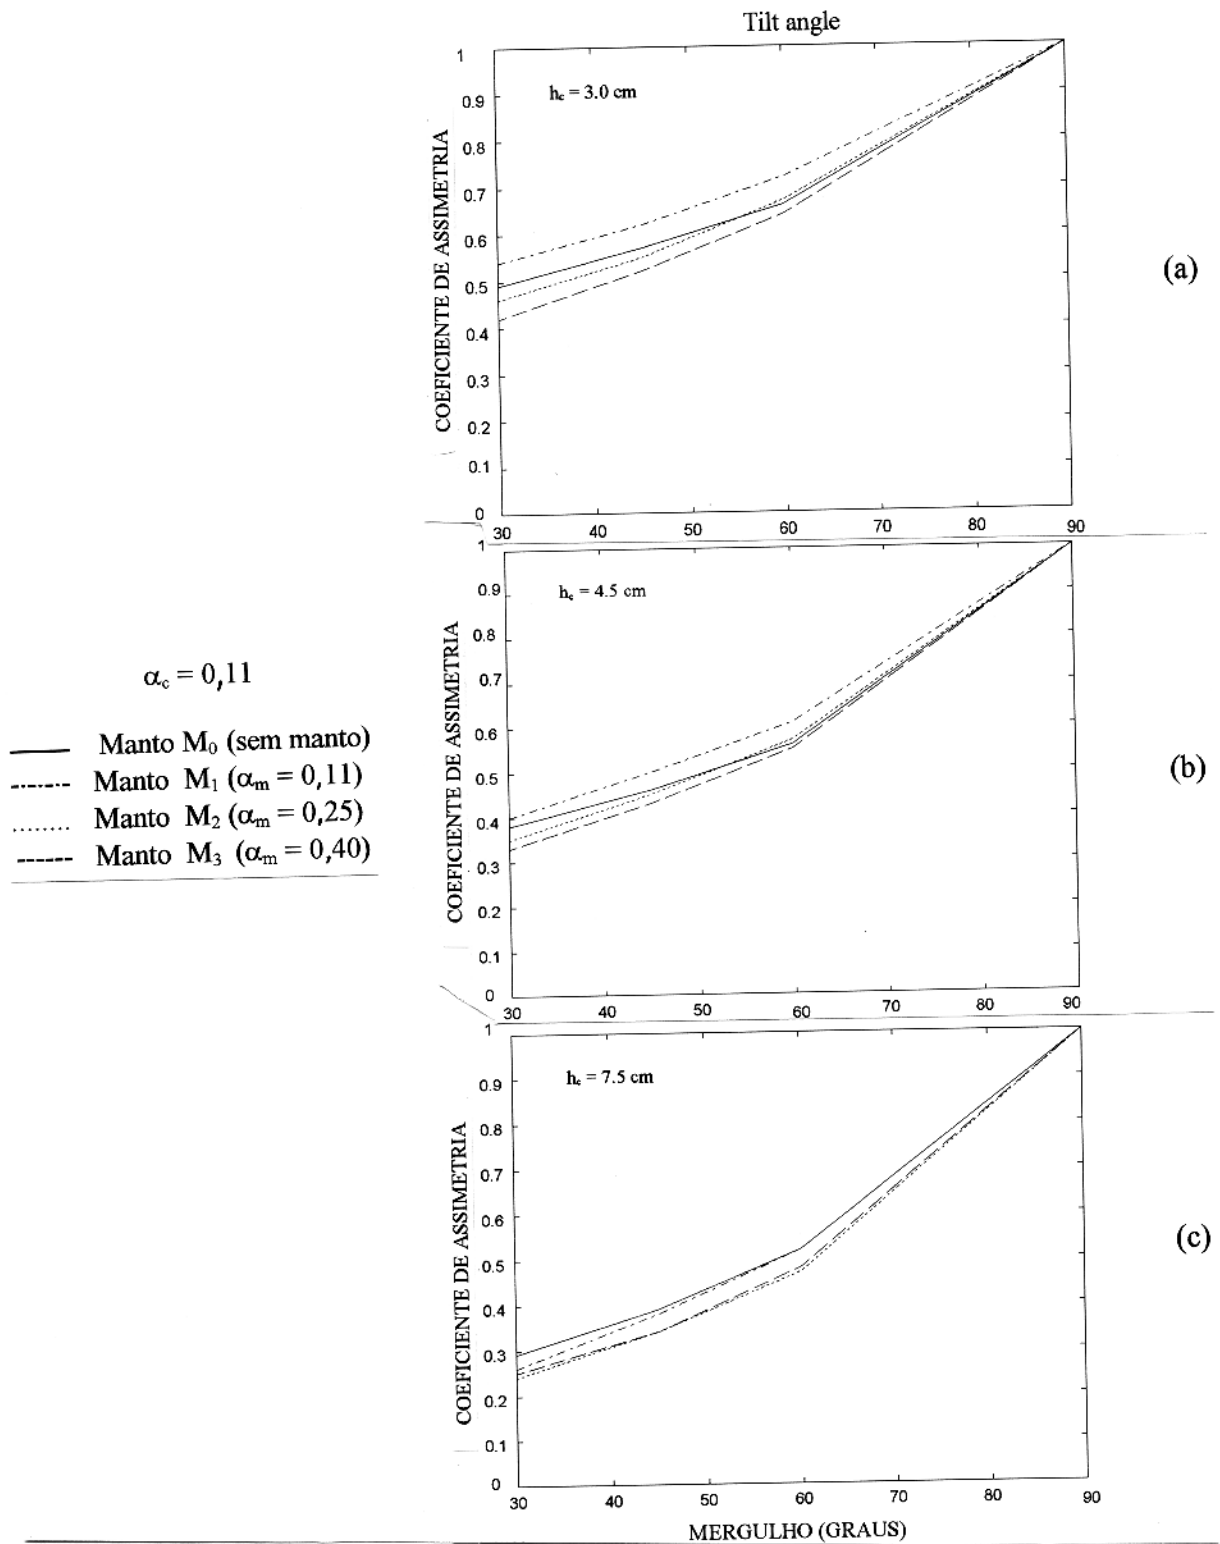 Tilt angle
1
hc = 3.0 cm
0.9
0.8
0.7
0.6
0.5
0.4
0.3
0.2
0.1
0
COEFICIENTE DE ASSIMETRIA
30 40 50 60 70 80 90
(a)
1
hc = 4.5 cm
0.9
0.8
0.7
0.6
0.5
0.4
0.3
0.2
0.1
0
COEFICIENTE DE ASSIMETRIA
30 40 50 60 70 80 90
(b)
αc = 0,11
Manto M0 (sem manto)
Manto M1 (αm = 0,11)
Manto M2 (αm = 0,25)
Manto M3 (αm = 0,40)
1
hc = 7.5 cm
0.9
0.8
0.7
0.6
0.5
0.4
0.3
0.2
0.1
0
COEFICIENTE DE ASSIMETRIA
30 40 50 60 70 80 90
MERGULHO (GRAUS)
(c)